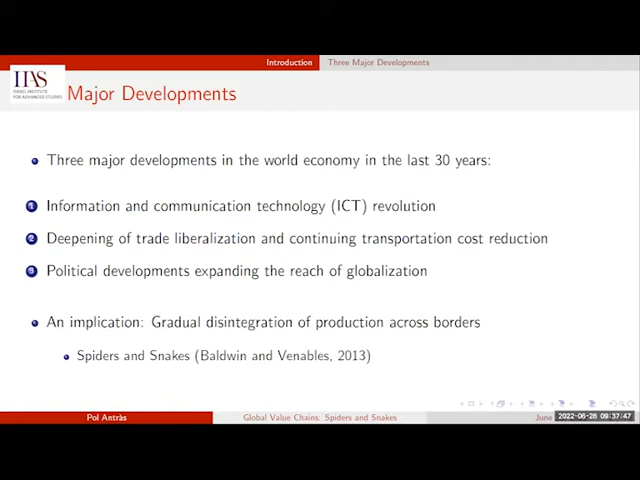 Introduction Three Major Developments
IIAS
ISRAEL INSTITUTE
FOR ADVANCED STUDIES
Major Developments
Three major developments in the world economy in the last 30 years:
1 Information and communication technology (ICT) revolution
2 Deepening of trade liberalization and continuing transportation cost reduction
3 Political developments expanding the reach of globalization
An implication: Gradual disintegration of production across borders
Spiders and Snakes (Baldwin and Venables, 2013)
Pol Antràs Global Value Chains: Spiders and Snakes June 2022-06-28 09:37:47